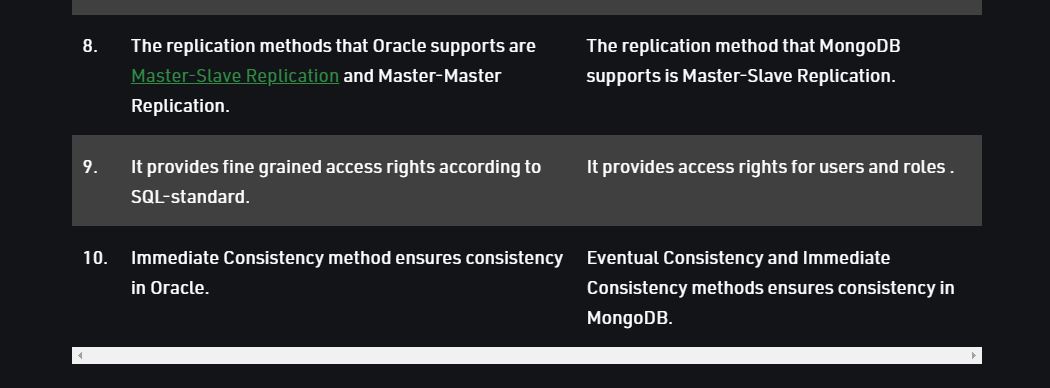 8. The replication methods that Oracle supports are
Master-Slave Replication and Master-Master
Replication.
The replication method that MongoDB
supports is Master-Slave Replication.
9. It provides fine grained access rights according to
SQL-standard.
It provides access rights for users and roles .
10. Immediate Consistency method ensures consistency
in Oracle.
Eventual Consistency and Immediate
Consistency methods ensures consistency in
MongoDB.